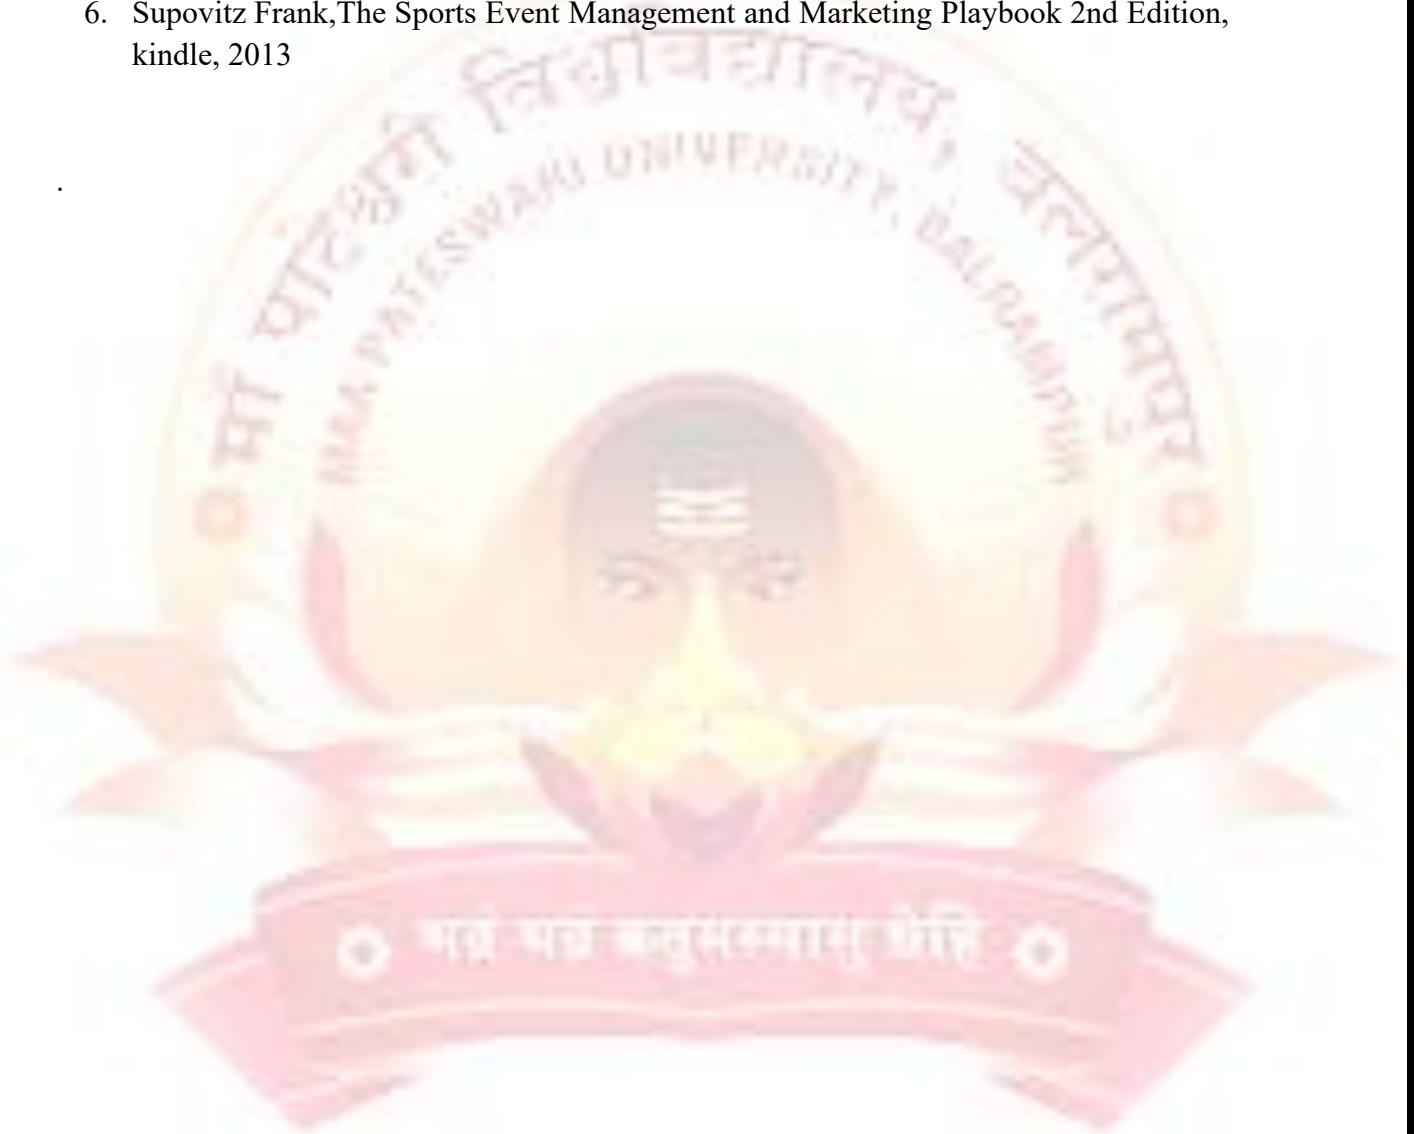 6. Supovitz Frank,The Sports Event Management and Marketing Playbook 2nd Edition,
kindle, 2013
.
माँ पाटेश्वरी विश्वविद्यालय, बलरामपुर
MAA PATESWARI UNIVERSITY, BALRAMPUR